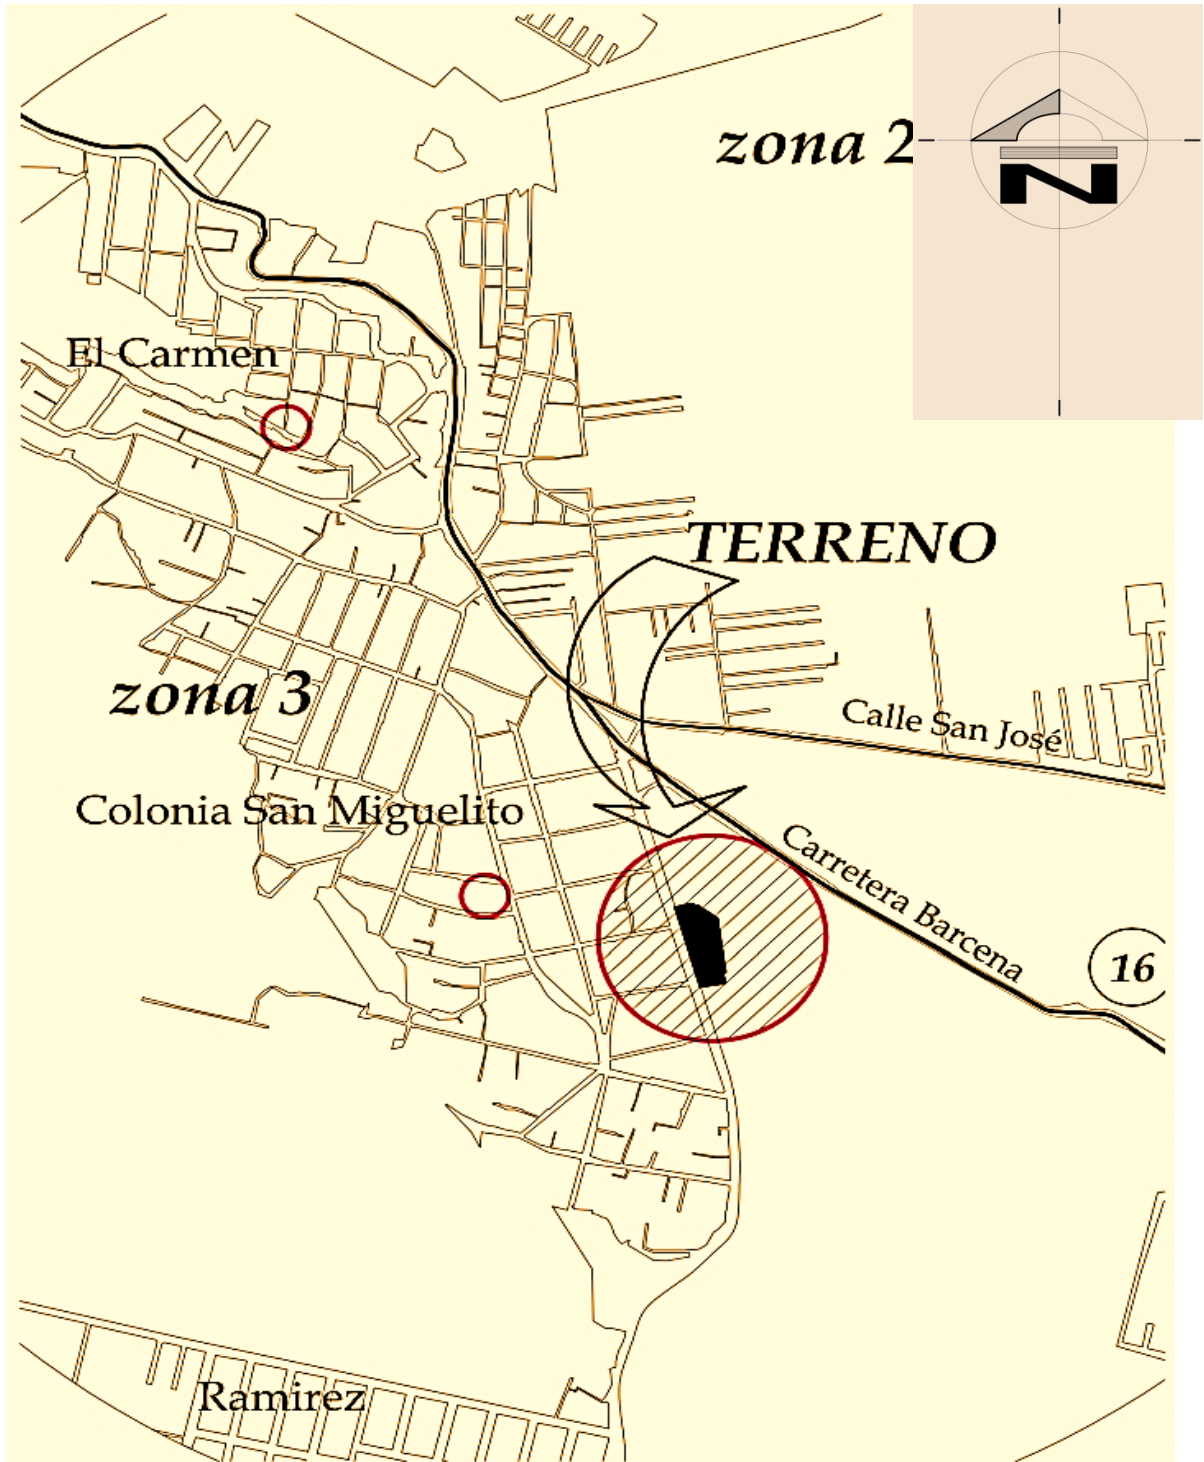 zona 2
N
El Carmen
TERRENO
zona 3
Calle San José
Colonia San Miguelito
Carretera Barcena
16
Ramirez